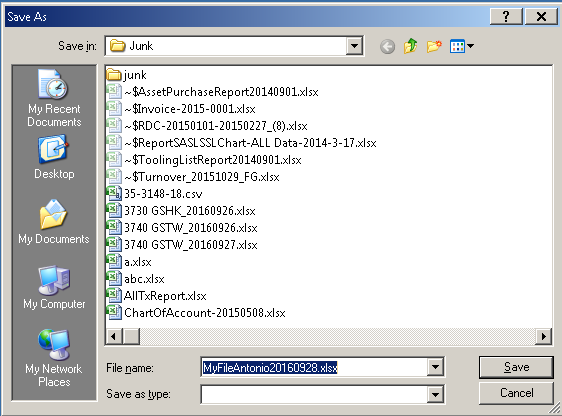 Save As
Save in:
Junk
My Recent
Documents
Desktop
My Documents
My Computer
My Network
Places
junk
~$AssetPurchaseReport20140901.xlsx
~$Invoice-2015-0001.xlsx
~$RDC-20150101-20150227_(8).xlsx
~$ReportSASLSSLChart-ALL Data-2014-3-17.xlsx
~$ToolingListReport20140901.xlsx
~$Turnover_20151029_FG.xlsx
35-3148-18.csv
3730 GSHK_20160926.xlsx
3740 GSTW_20160926.xlsx
3740 GSTW_20160927.xlsx
a.xlsx
abc.xlsx
AllTxReport.xlsx
ChartOfAccount-20150508.xlsx
File name:
MyFileAntonio20160928.xlsx
Save
Save as type:
Cancel